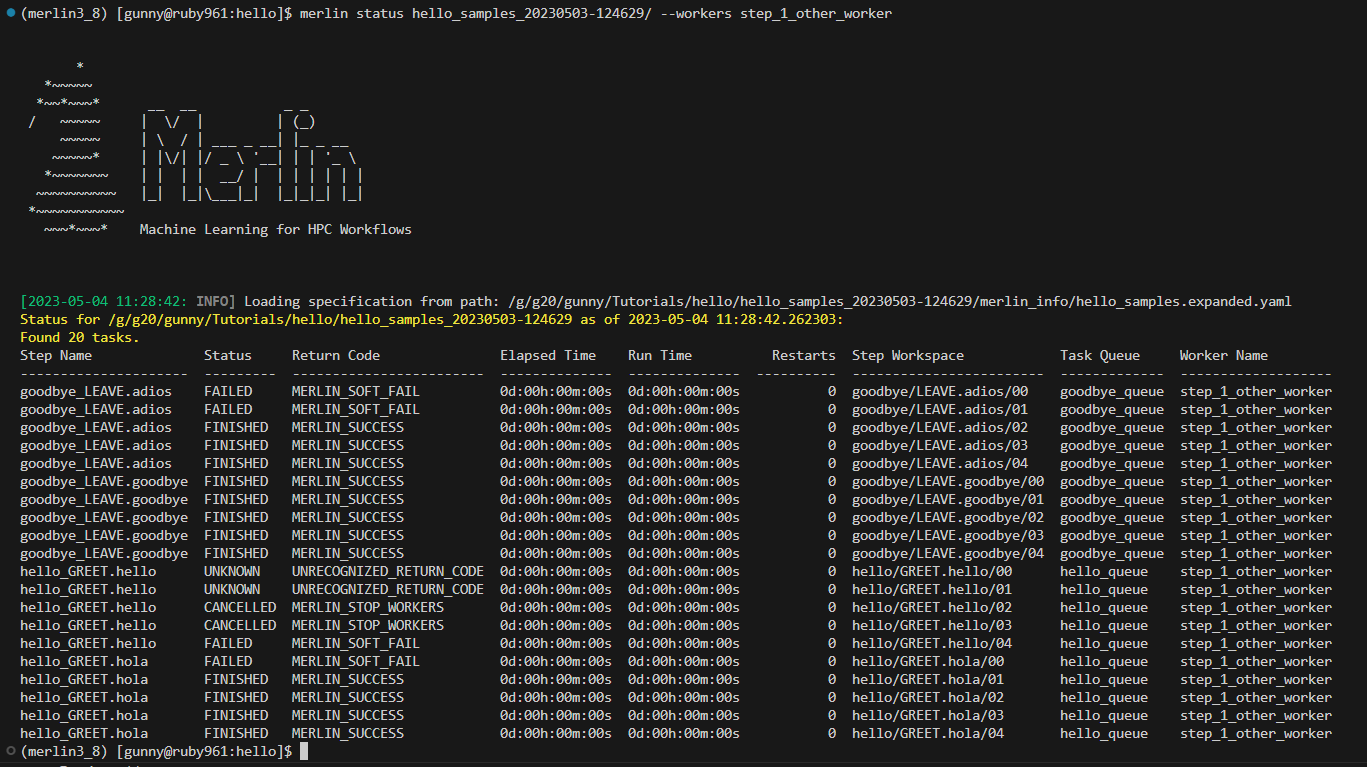 (merlin3_8) [gunny@ruby961:hello]$ merlin status hello_samples_20230503-124629/ --workers step_1_other_worker
Merlin
Machine Learning for HPC Workflows
[2023-05-04 11:28:42: INFO] Loading specification from path: /g/g20/gunny/Tutorials/hello/hello_samples_20230503-124629/merlin_info/hello_samples.expanded.yaml
Status for /g/g20/gunny/Tutorials/hello/hello_samples_20230503-124629 as of 2023-05-04 11:28:42.262303:
Found 20 tasks.
Step Name Status Return Code Elapsed Time Run Time Restarts Step Workspace Task Queue Worker Name
--------------------- --------- ------------------------ -------------- -------------- ---------- ------------------------ ------------- -------------------
goodbye_LEAVE.adios FAILED MERLIN_SOFT_FAIL 0d:00h:00m:00s 0d:00h:00m:00s 0 goodbye/LEAVE.adios/00 goodbye_queue step_1_other_worker
goodbye_LEAVE.adios FAILED MERLIN_SOFT_FAIL 0d:00h:00m:00s 0d:00h:00m:00s 0 goodbye/LEAVE.adios/01 goodbye_queue step_1_other_worker
goodbye_LEAVE.adios FINISHED MERLIN_SUCCESS 0d:00h:00m:00s 0d:00h:00m:00s 0 goodbye/LEAVE.adios/02 goodbye_queue step_1_other_worker
goodbye_LEAVE.adios FINISHED MERLIN_SUCCESS 0d:00h:00m:00s 0d:00h:00m:00s 0 goodbye/LEAVE.adios/03 goodbye_queue step_1_other_worker
goodbye_LEAVE.adios FINISHED MERLIN_SUCCESS 0d:00h:00m:00s 0d:00h:00m:00s 0 goodbye/LEAVE.adios/04 goodbye_queue step_1_other_worker
goodbye_LEAVE.goodbye FINISHED MERLIN_SUCCESS 0d:00h:00m:00s 0d:00h:00m:00s 0 goodbye/LEAVE.goodbye/00 goodbye_queue step_1_other_worker
goodbye_LEAVE.goodbye FINISHED MERLIN_SUCCESS 0d:00h:00m:00s 0d:00h:00m:00s 0 goodbye/LEAVE.goodbye/01 goodbye_queue step_1_other_worker
goodbye_LEAVE.goodbye FINISHED MERLIN_SUCCESS 0d:00h:00m:00s 0d:00h:00m:00s 0 goodbye/LEAVE.goodbye/02 goodbye_queue step_1_other_worker
goodbye_LEAVE.goodbye FINISHED MERLIN_SUCCESS 0d:00h:00m:00s 0d:00h:00m:00s 0 goodbye/LEAVE.goodbye/03 goodbye_queue step_1_other_worker
goodbye_LEAVE.goodbye FINISHED MERLIN_SUCCESS 0d:00h:00m:00s 0d:00h:00m:00s 0 goodbye/LEAVE.goodbye/04 goodbye_queue step_1_other_worker
hello_GREET.hello UNKNOWN UNRECOGNIZED_RETURN_CODE 0d:00h:00m:00s 0d:00h:00m:00s 0 hello/GREET.hello/00 hello_queue step_1_other_worker
hello_GREET.hello UNKNOWN UNRECOGNIZED_RETURN_CODE 0d:00h:00m:00s 0d:00h:00m:00s 0 hello/GREET.hello/01 hello_queue step_1_other_worker
hello_GREET.hello CANCELLED MERLIN_STOP_WORKERS 0d:00h:00m:00s 0d:00h:00m:00s 0 hello/GREET.hello/02 hello_queue step_1_other_worker
hello_GREET.hello CANCELLED MERLIN_STOP_WORKERS 0d:00h:00m:00s 0d:00h:00m:00s 0 hello/GREET.hello/03 hello_queue step_1_other_worker
hello_GREET.hello FAILED MERLIN_SOFT_FAIL 0d:00h:00m:00s 0d:00h:00m:00s 0 hello/GREET.hello/04 hello_queue step_1_other_worker
hello_GREET.hola FAILED MERLIN_SOFT_FAIL 0d:00h:00m:00s 0d:00h:00m:00s 0 hello/GREET.hola/00 hello_queue step_1_other_worker
hello_GREET.hola FINISHED MERLIN_SUCCESS 0d:00h:00m:00s 0d:00h:00m:00s 0 hello/GREET.hola/01 hello_queue step_1_other_worker
hello_GREET.hola FINISHED MERLIN_SUCCESS 0d:00h:00m:00s 0d:00h:00m:00s 0 hello/GREET.hola/02 hello_queue step_1_other_worker
hello_GREET.hola FINISHED MERLIN_SUCCESS 0d:00h:00m:00s 0d:00h:00m:00s 0 hello/GREET.hola/03 hello_queue step_1_other_worker
hello_GREET.hola FINISHED MERLIN_SUCCESS 0d:00h:00m:00s 0d:00h:00m:00s 0 hello/GREET.hola/04 hello_queue step_1_other_worker
(merlin3_8) [gunny@ruby961:hello]$